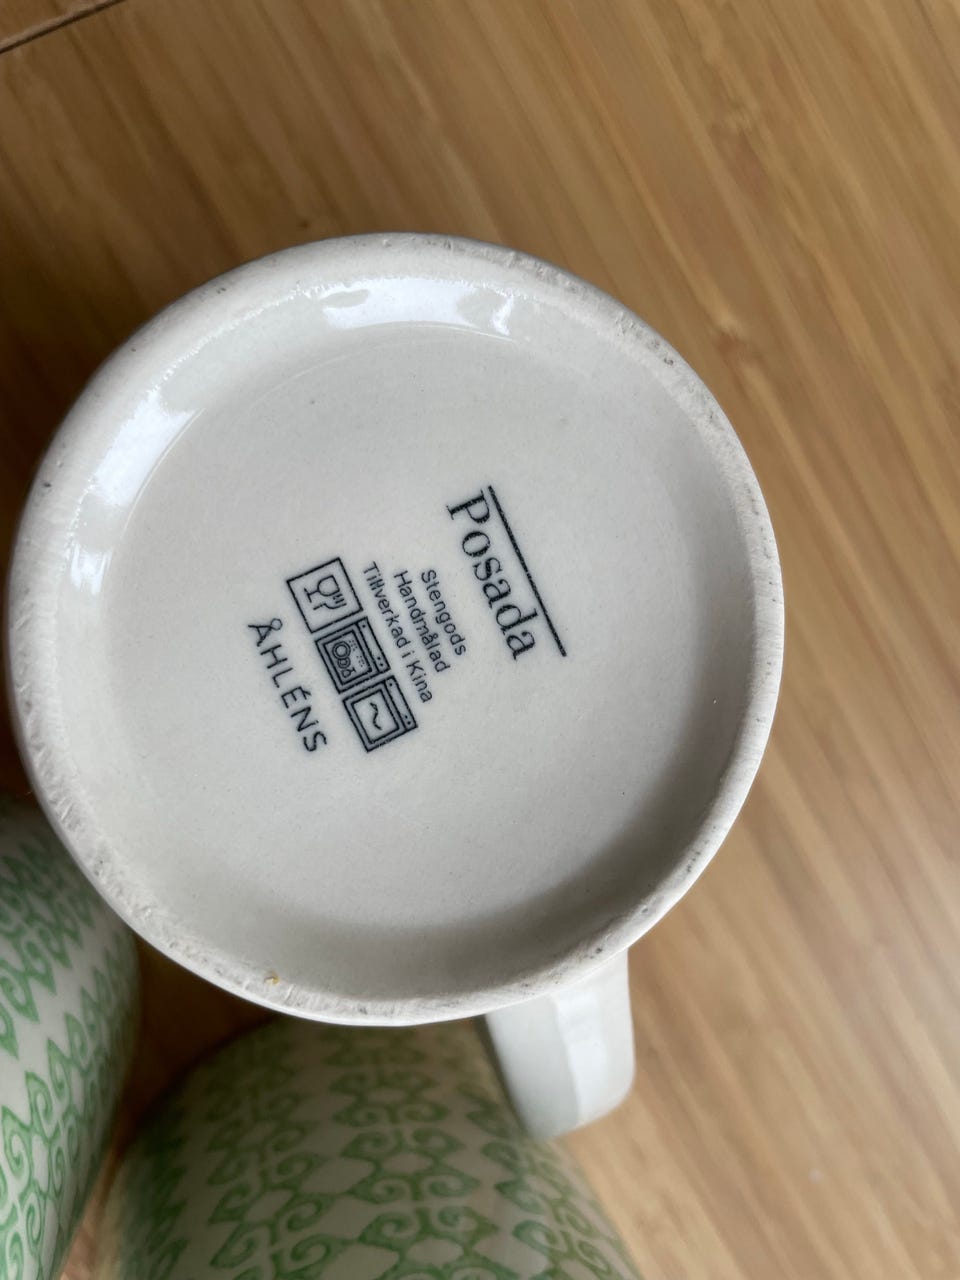 Posada
Stengods
Handmålad
Tillverkad i Kina
ÅHLÉNS